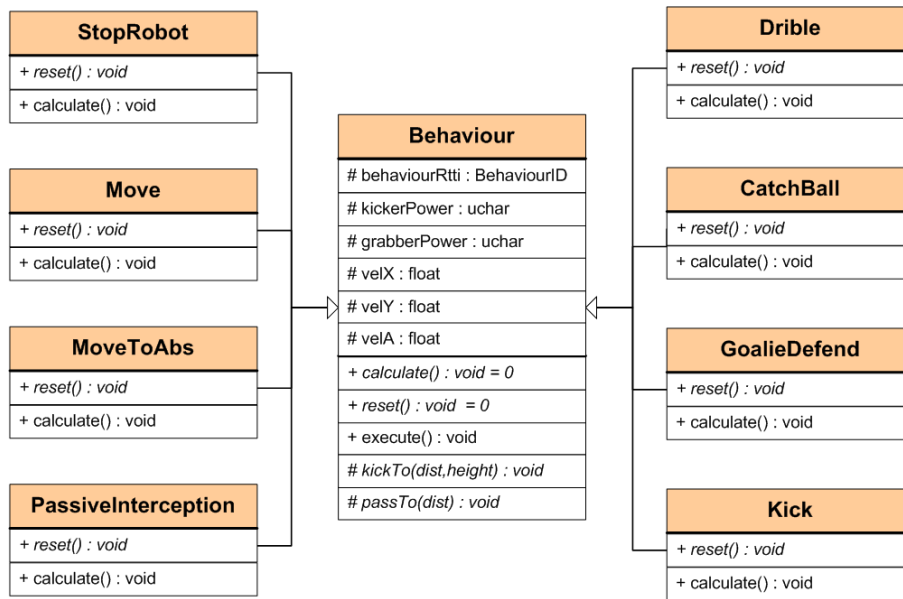 StopRobot
+ reset() : void
+ calculate() : void
Move
+ reset() : void
+ calculate() : void
MoveToAbs
+ reset() : void
+ calculate() : void
PassiveInterception
+ reset() : void
+ calculate() : void
Behaviour
# behaviourRtti : BehaviourID
# kickerPower : uchar
# grabberPower : uchar
# velX : float
# velY : float
# velA : float
+ calculate() : void = 0
+ reset() : void = 0
+ execute() : void
# kickTo(dist,height) : void
# passTo(dist) : void
Drible
+ reset() : void
+ calculate() : void
CatchBall
+ reset() : void
+ calculate() : void
GoalieDefend
+ reset() : void
+ calculate() : void
Kick
+ reset() : void
+ calculate() : void